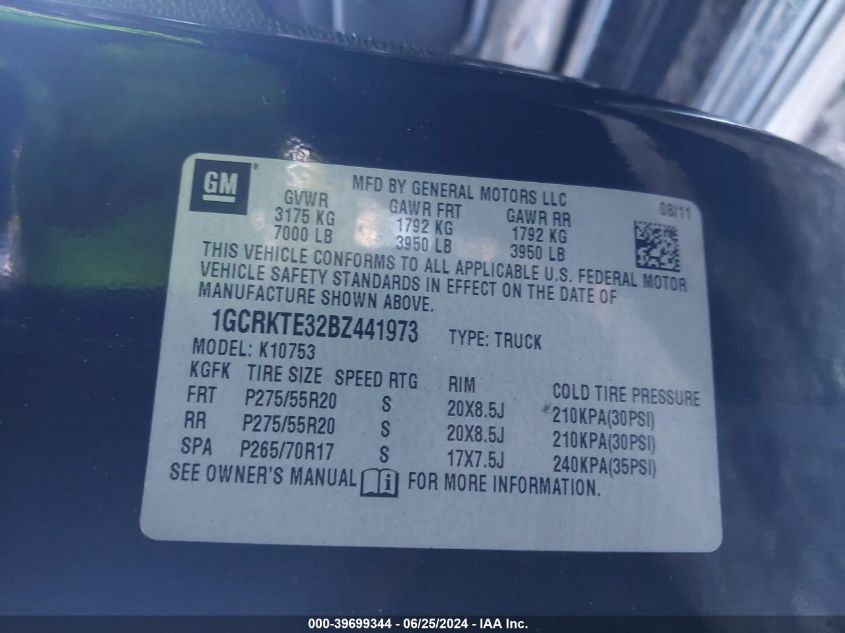 GM
MFD BY GENERAL MOTORS LLC
08/11
GVWR GAWR FRT GAWR RR
3175 KG 1792 KG 1792 KG
7000 LB 3950 LB 3950 LB
THIS VEHICLE CONFORMS TO ALL APPLICABLE U.S. FEDERAL MOTOR
VEHICLE SAFETY STANDARDS IN EFFECT ON THE DATE OF
MANUFACTURE SHOWN ABOVE.
1GCRKTE32BZ441973 TYPE: TRUCK
MODEL: K10753
KGFK TIRE SIZE SPEED RTG RIM COLD TIRE PRESSURE
FRT P275/55R20 S 20X8.5J 210KPA(30PSI)
RR P275/55R20 S 20X8.5J 210KPA(30PSI)
SPA P265/70R17 S 17X7.5J 240KPA(35PSI)
SEE OWNER'S MANUAL i FOR MORE INFORMATION.
000-39699344 - 06/25/2024 - IAA Inc.